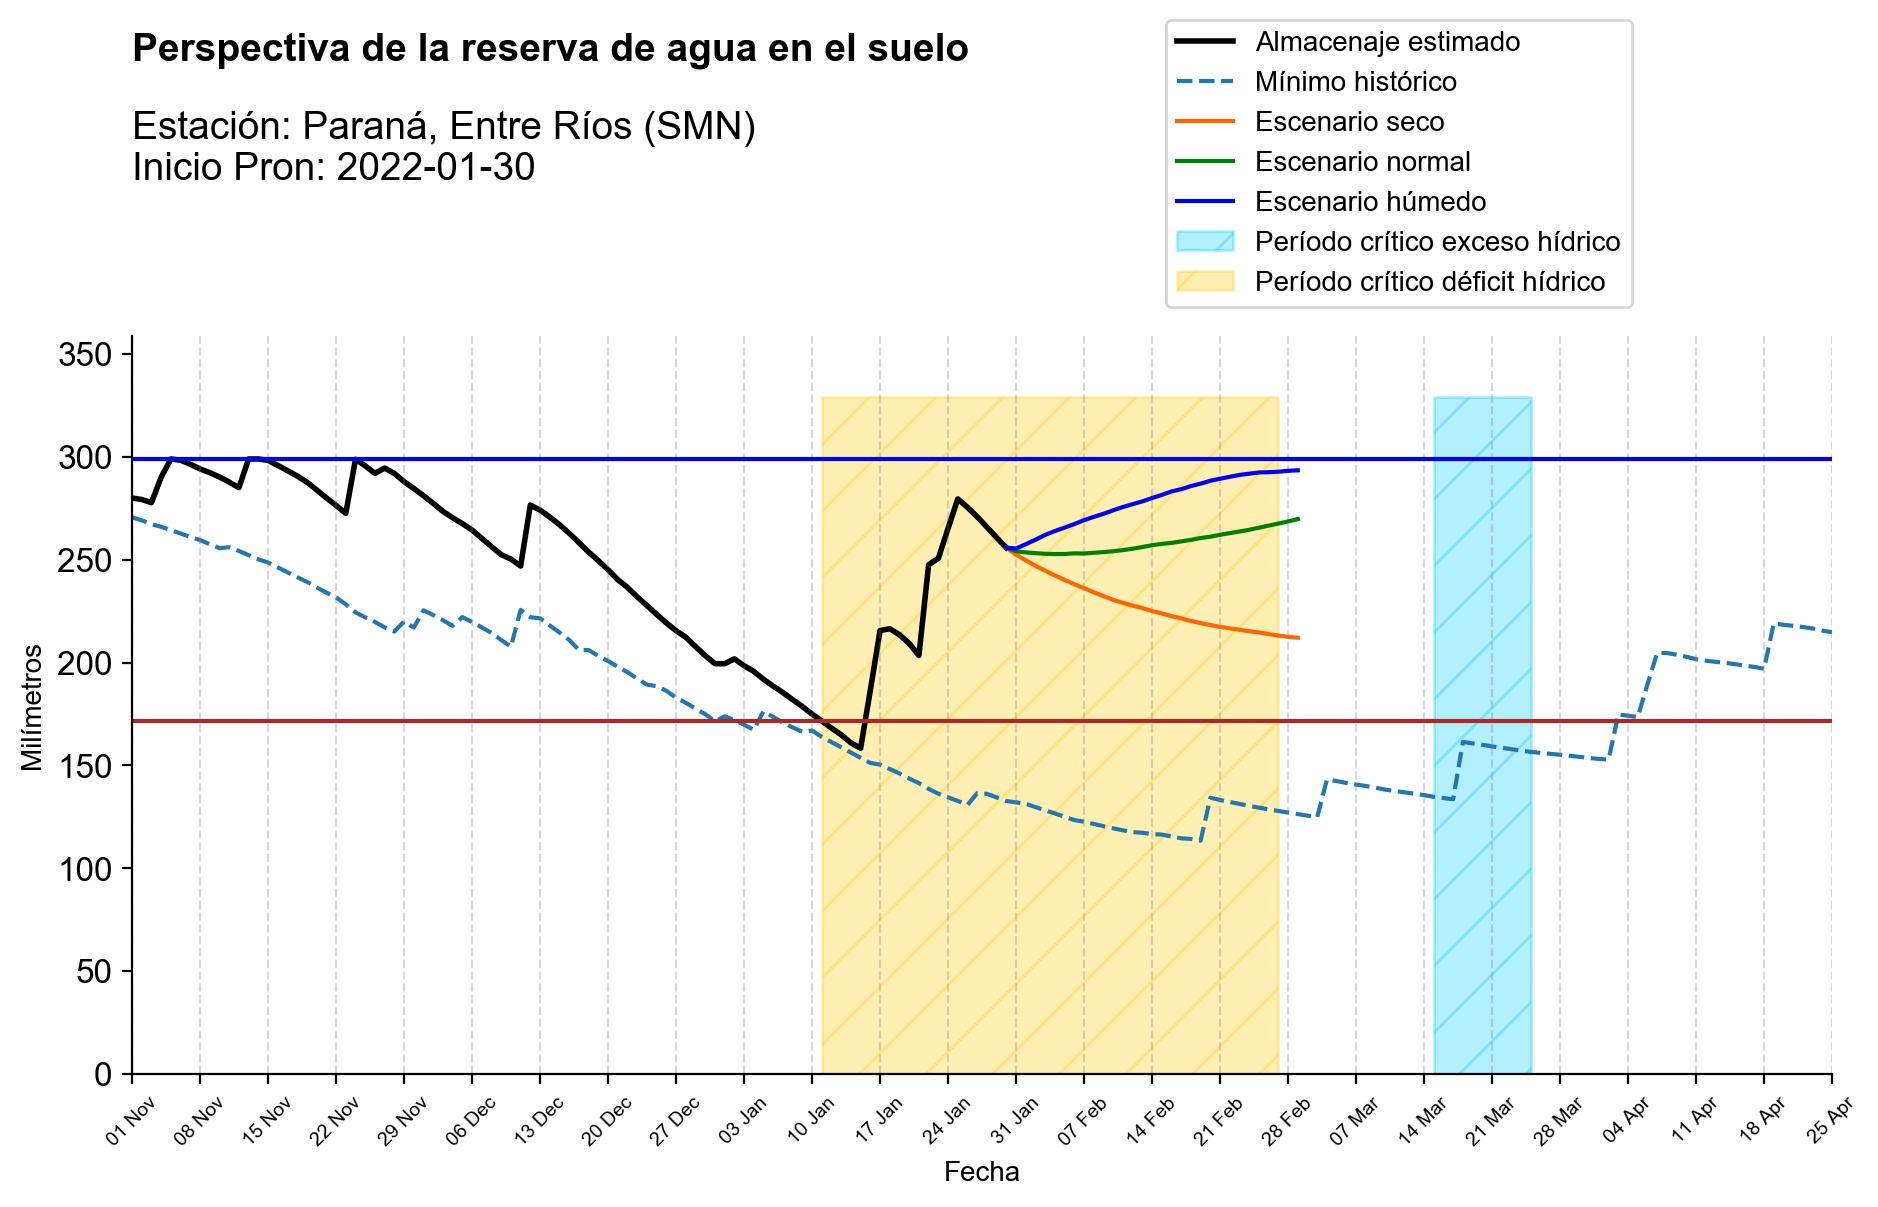 Perspectiva de la reserva de agua en el suelo
Estación: Paraná, Entre Ríos (SMN)
Inicio Pron: 2022-01-30
Almacenaje estimado
Mínimo histórico
Escenario seco
Escenario normal
Escenario húmedo
Período crítico exceso hídrico
Período crítico déficit hídrico
350
300
250
200
150
100
50
0
Milímetros
01 Nov
08 Nov
15 Nov
22 Nov
29 Nov
06 Dec
13 Dec
20 Dec
27 Dec
03 Jan
10 Jan
17 Jan
24 Jan
31 Jan
07 Feb
14 Feb
21 Feb
28 Feb
07 Mar
14 Mar
21 Mar
28 Mar
04 Apr
11 Apr
18 Apr
25 Apr
Fecha